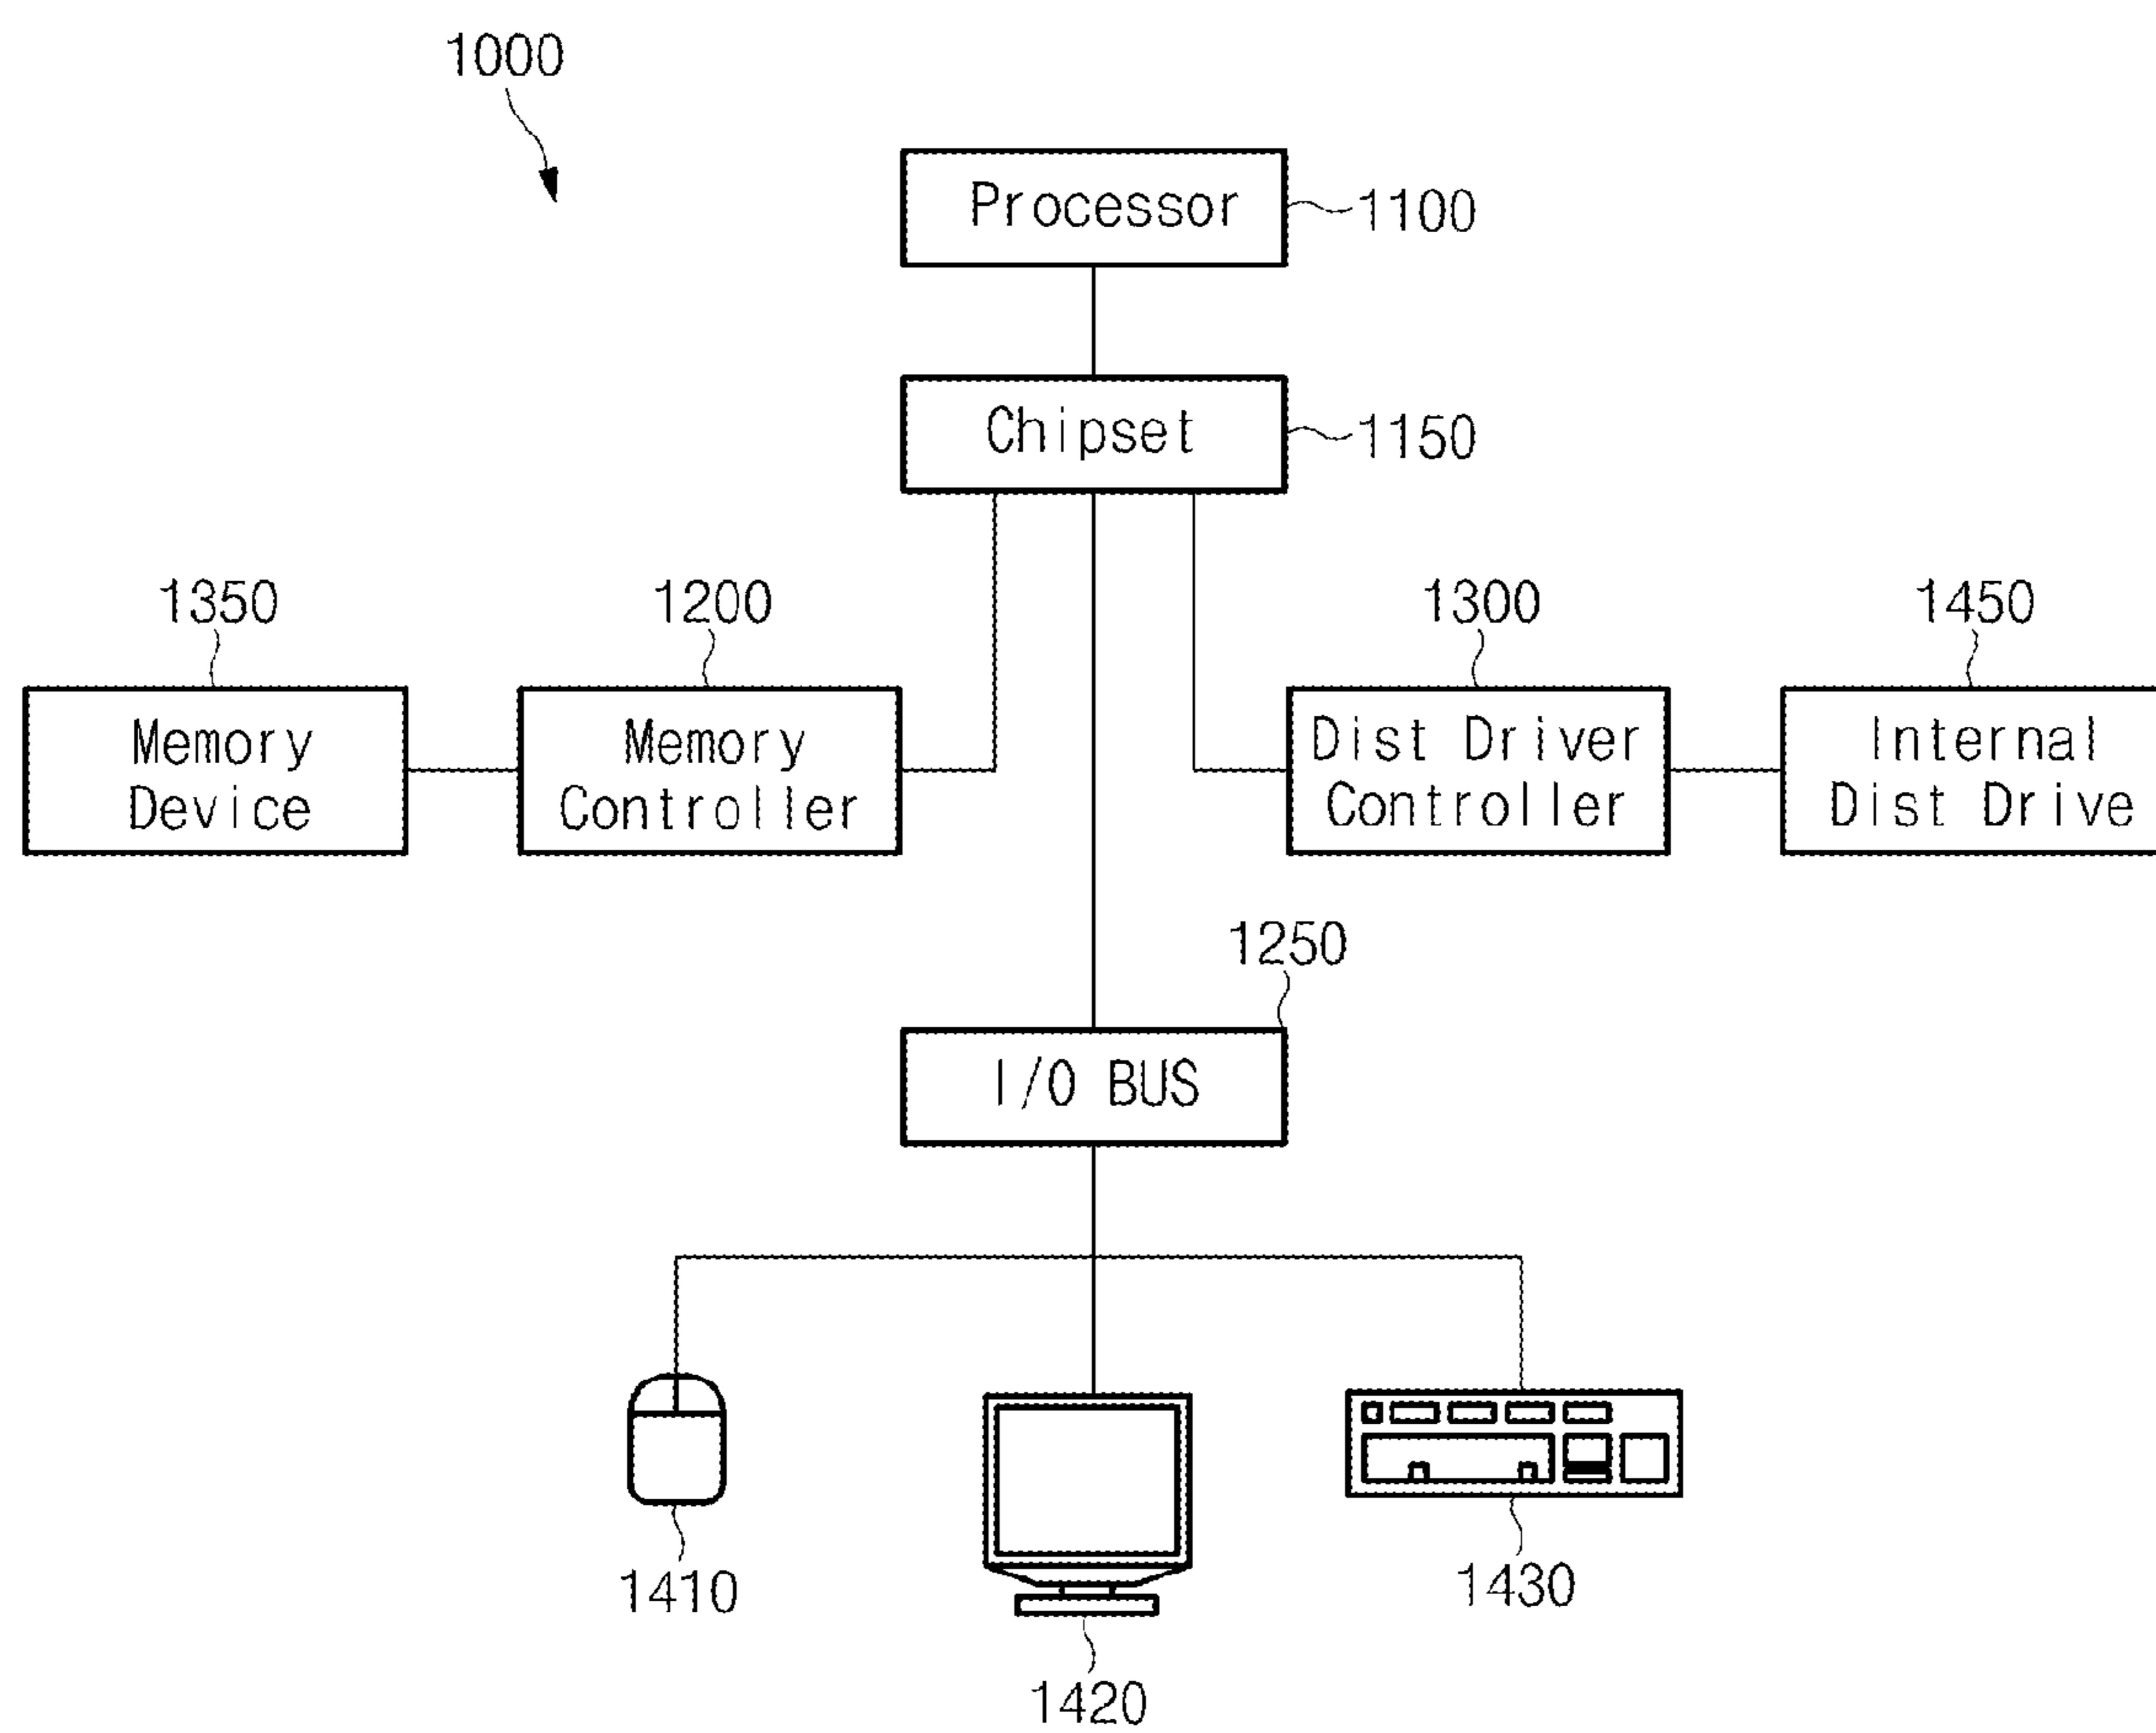 1000
Processor
1100
Chipset
1150
1350
1200
1300
1450
Memory
Device
Memory
Controller
Dist Driver
Controller
Internal
Dist Drive
1250
I/O BUS
1410
1420
1430